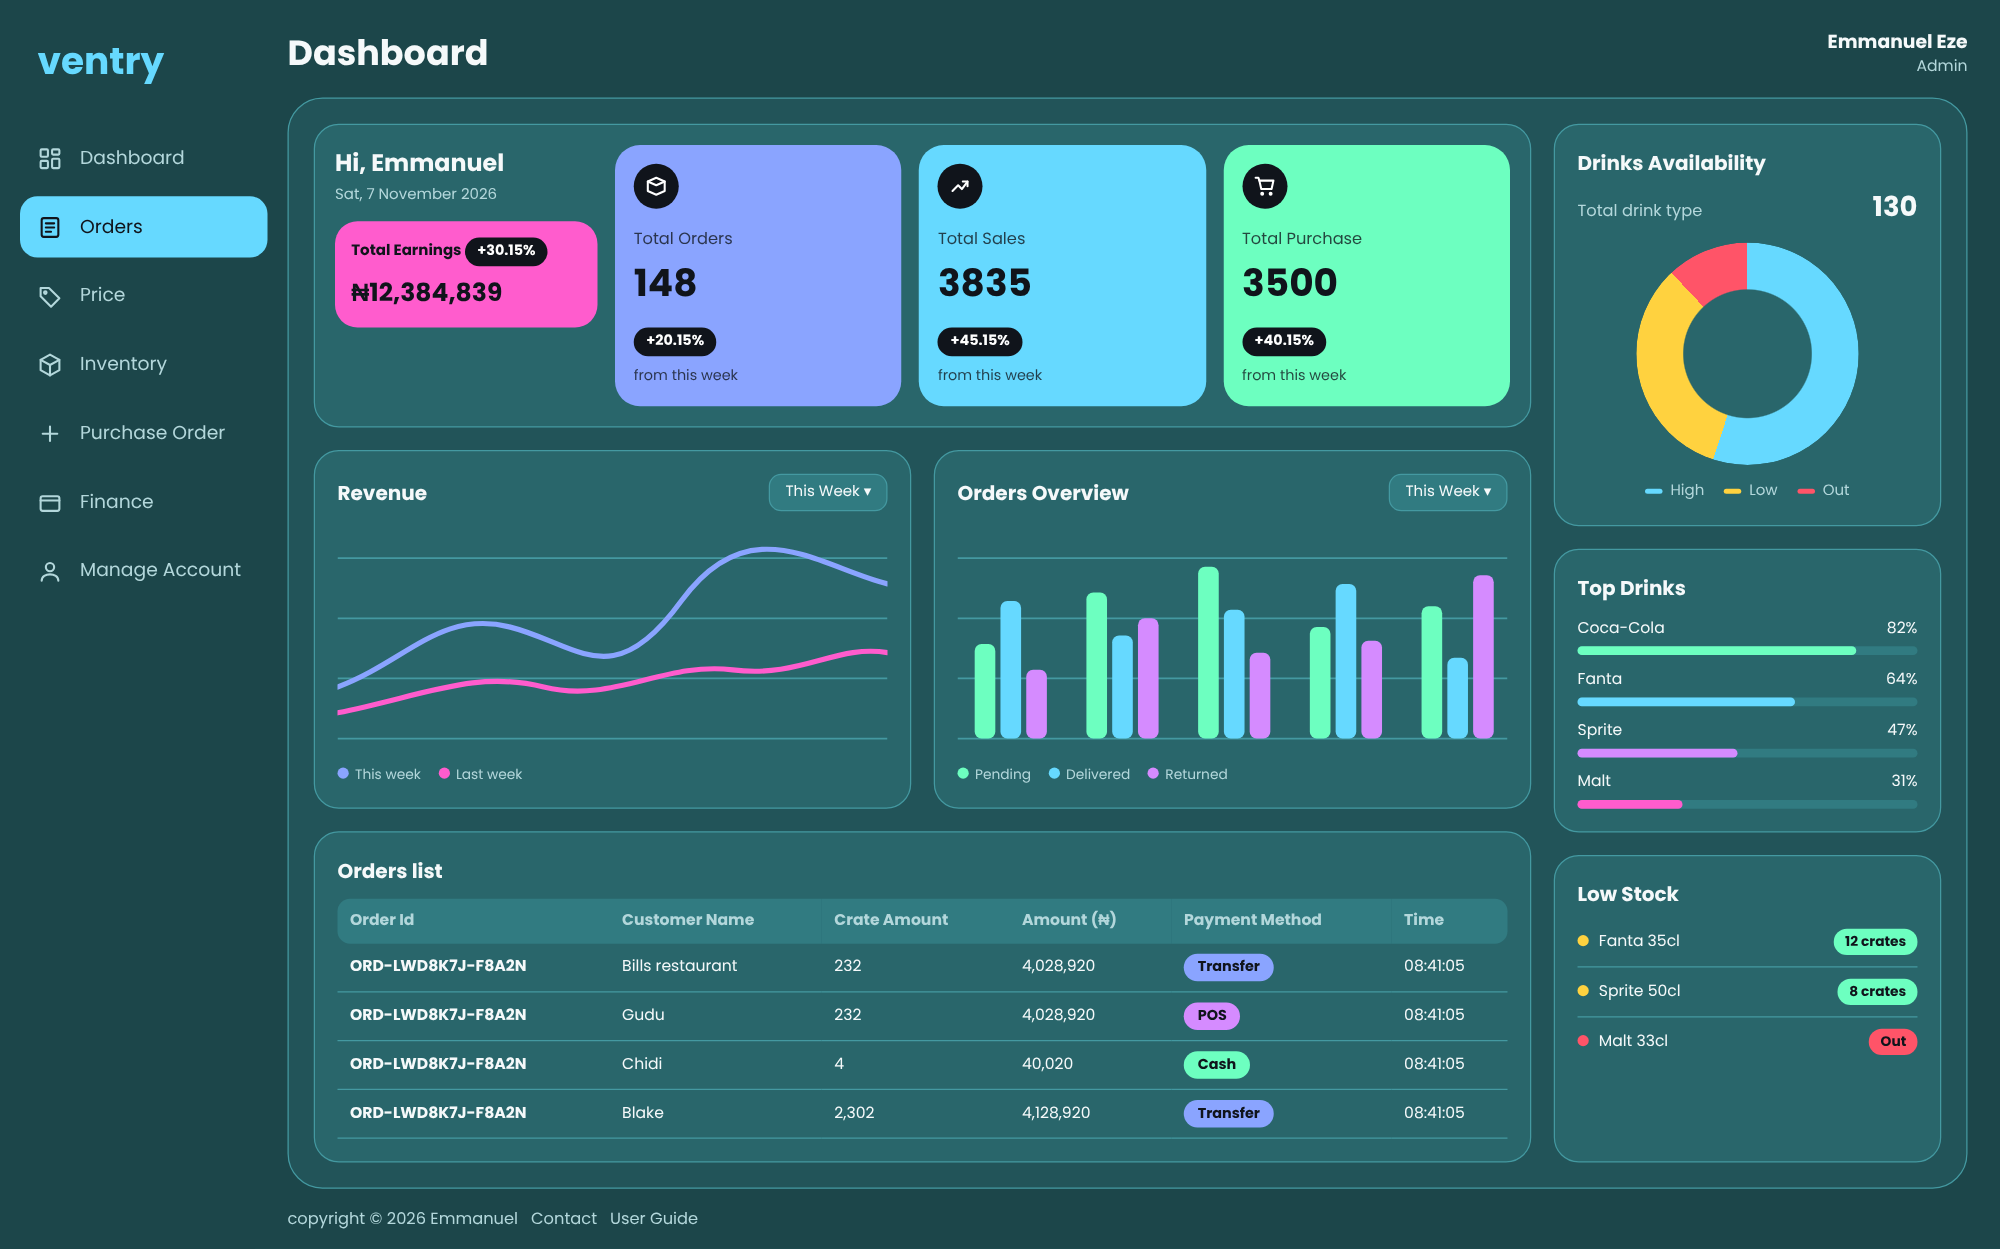 ventry
Dashboard
Emmanuel Eze
Admin
Dashboard
Orders
Price
Inventory
Purchase Order
Finance
Manage Account
Hi, Emmanuel
Sat, 7 November 2026
Total Earnings +30.15%
₦12,384,839
Total Orders
148
+20.15%
from this week
Total Sales
3835
+45.15%
from this week
Total Purchase
3500
+40.15%
from this week
Drinks Availability
Total drink type 130
High Low Out
Revenue
This Week ▾
This week Last week
Orders Overview
This Week ▾
Pending Delivered Returned
Top Drinks
Coca-Cola 82%
Fanta 64%
Sprite 47%
Malt 31%
Orders list
Order Id Customer Name Crate Amount Amount (₦) Payment Method Time
ORD-LWD8K7J-F8A2N Bills restaurant 232 4,028,920 Transfer 08:41:05
ORD-LWD8K7J-F8A2N Gudu 232 4,028,920 POS 08:41:05
ORD-LWD8K7J-F8A2N Chidi 4 40,020 Cash 08:41:05
ORD-LWD8K7J-F8A2N Blake 2,302 4,128,920 Transfer 08:41:05
Low Stock
Fanta 35cl 12 crates
Sprite 50cl 8 crates
Malt 33cl Out
copyright © 2026 Emmanuel Contact User Guide